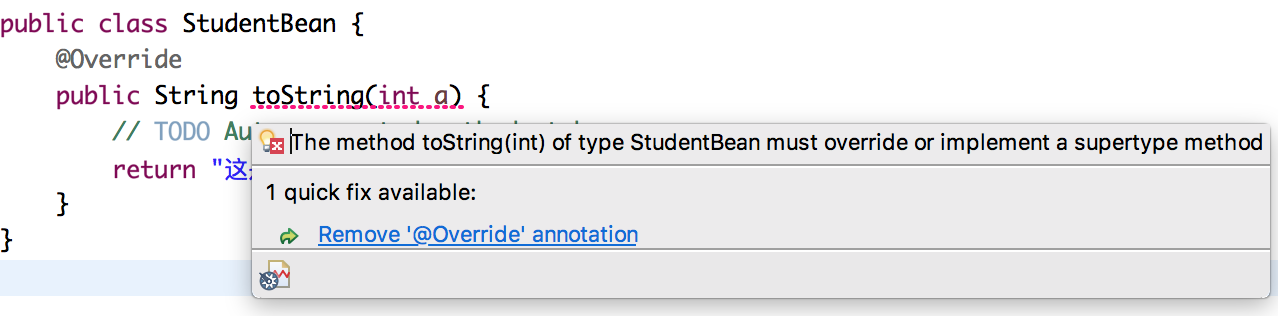 public class StudentBean {
@Override
public String toString(int a) {
// TODO
The method toString(int) of type StudentBean must override or implement a supertype method
return "这
1 quick fix available:
}
Remove '@Override' annotation
}